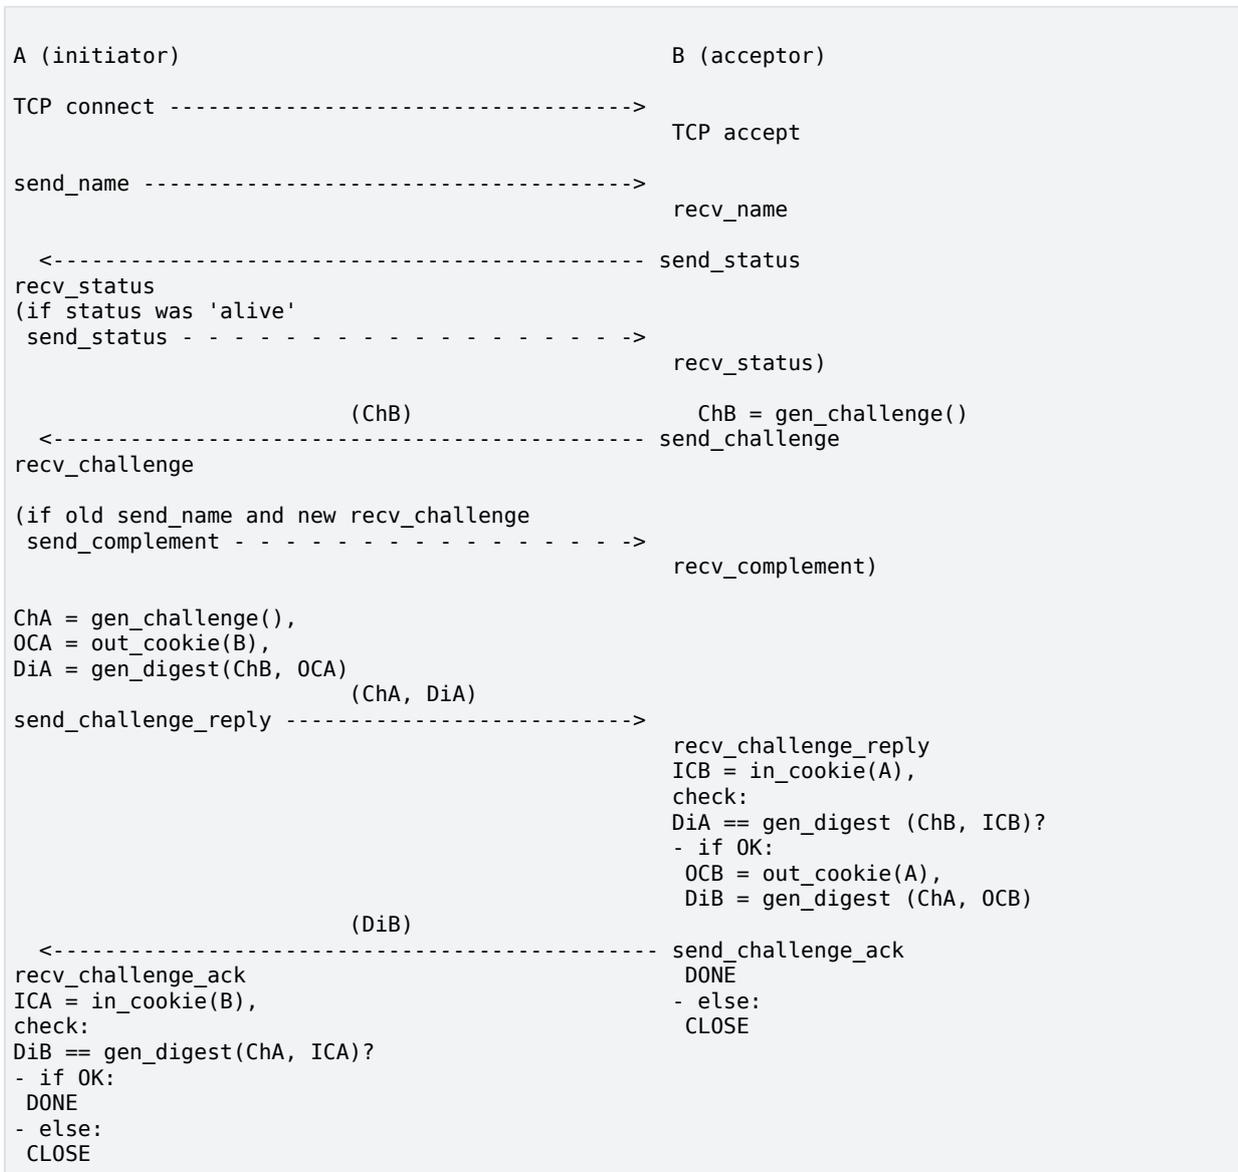 A (initiator)                                      B (acceptor)
TCP connect ------------------------------------>
                                                   TCP accept
send_name -------------------------------------->
                                                   recv_name
  <---------------------------------------------- send_status
recv_status
(if status was 'alive'
 send_status - - - - - - - - - - - - - - - - - ->
                                                   recv_status)
                          (ChB)                      ChB = gen_challenge()
  <---------------------------------------------- send_challenge
recv_challenge
(if old send_name and new recv_challenge
 send_complement - - - - - - - - - - - - - - - ->
                                                   recv_complement)
ChA = gen_challenge(),
OCA = out_cookie(B),
DiA = gen_digest(ChB, OCA)
                          (ChA, DiA)
send_challenge_reply --------------------------->
                                                   recv_challenge_reply
                                                   ICB = in_cookie(A),
                                                   check:
                                                   DiA == gen_digest (ChB, ICB)?
                                                   - if OK:
                                                    OCB = out_cookie(A),
                                                    DiB = gen_digest (ChA, OCB)
                          (DiB)
  <----------------------------------------------- send_challenge_ack
recv_challenge_ack                                  DONE
ICA = in_cookie(B),                                - else:
check:                                              CLOSE
DiB == gen_digest(ChA, ICA)?
- if OK:
 DONE
- else:
 CLOSE